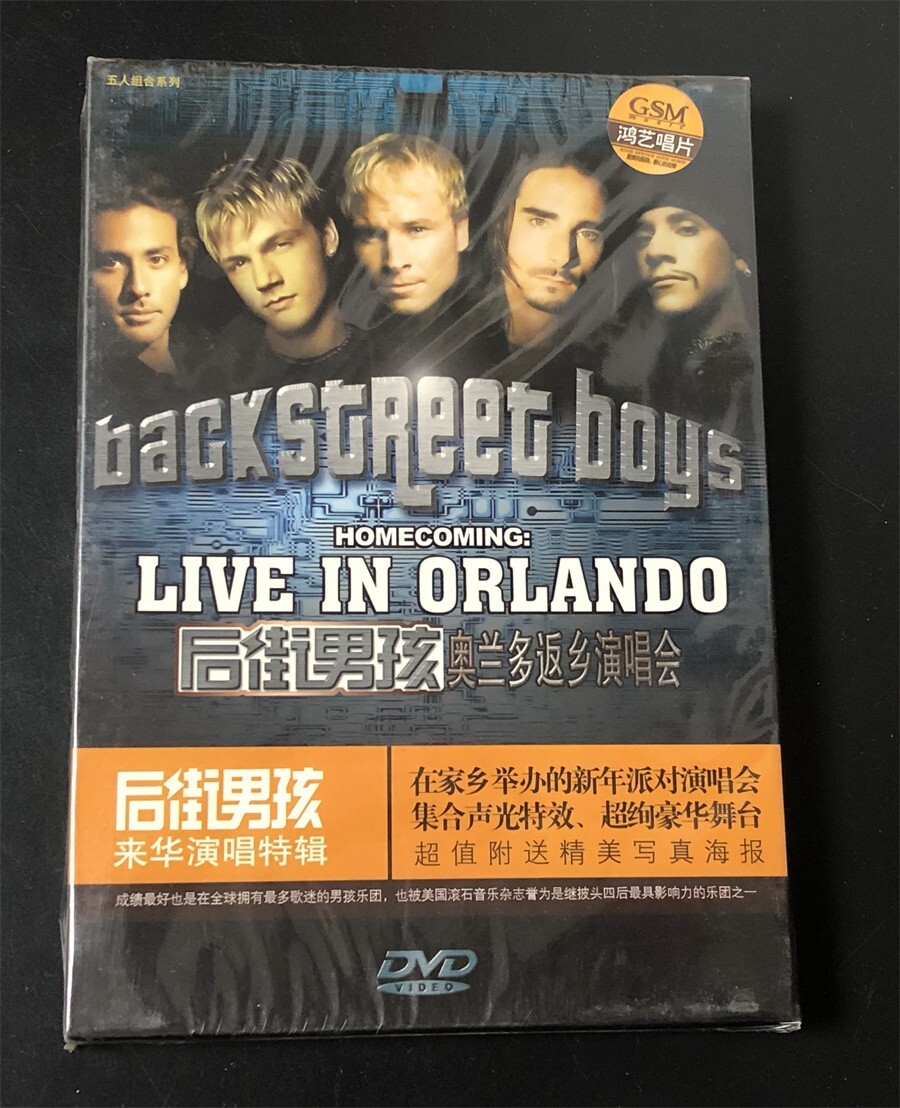 五人组合系列
GSM
MUSIC
鸿艺唱片
backstreet boys
HOMECOMING:
LIVE IN ORLANDO
后街男孩 奥兰多返乡演唱会
后街男孩
来华演唱特辑
在家乡举办的新年派对演唱会
集合声光特效、超绚豪华舞台
超值附送精美写真海报
成绩最好也是在全球拥有最多歌迷的男孩乐团，也被美国滚石音乐杂志誉为是继披头四后最具影响力的乐团之一
DVD
VIDEO